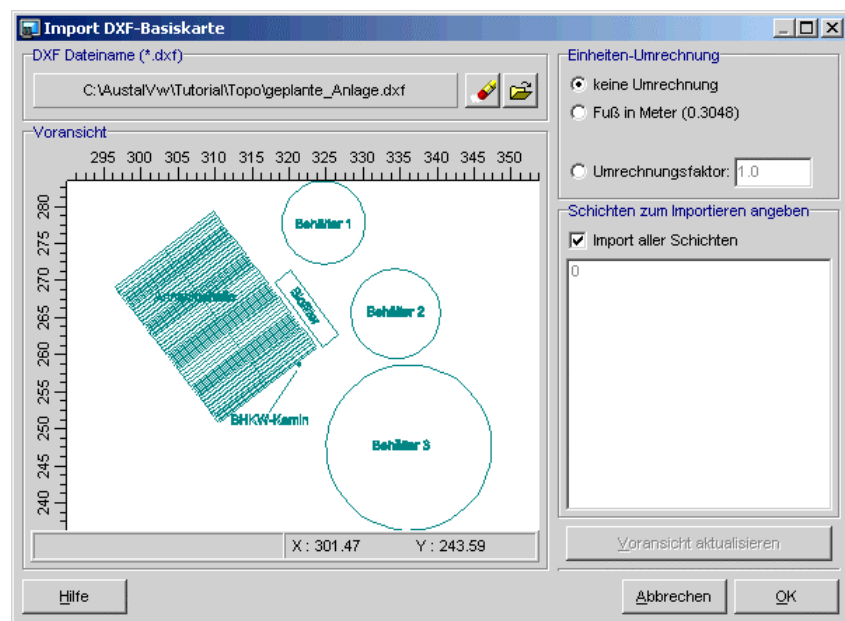 Import DXF-Basiskarte
DXF Dateiname (*.dxf)
C:\AustalVw\Tutorial\Topo\geplante_Anlage.dxf
Voransicht
295 300 305 310 315 320 325 330 335 340 345 350
280
275
270
265
260
255
250
245
240
Behälter 1
Biofilter
Behälter 2
BHKW-Kamin
Behälter 3
X : 301.47 Y : 243.59
Einheiten-Umrechnung
keine Umrechnung
Fuß in Meter (0.3048)
Umrechnungsfaktor: 1.0
Schichten zum Importieren angeben
Import aller Schichten
0
Voransicht aktualisieren
Hilfe
Abbrechen
OK